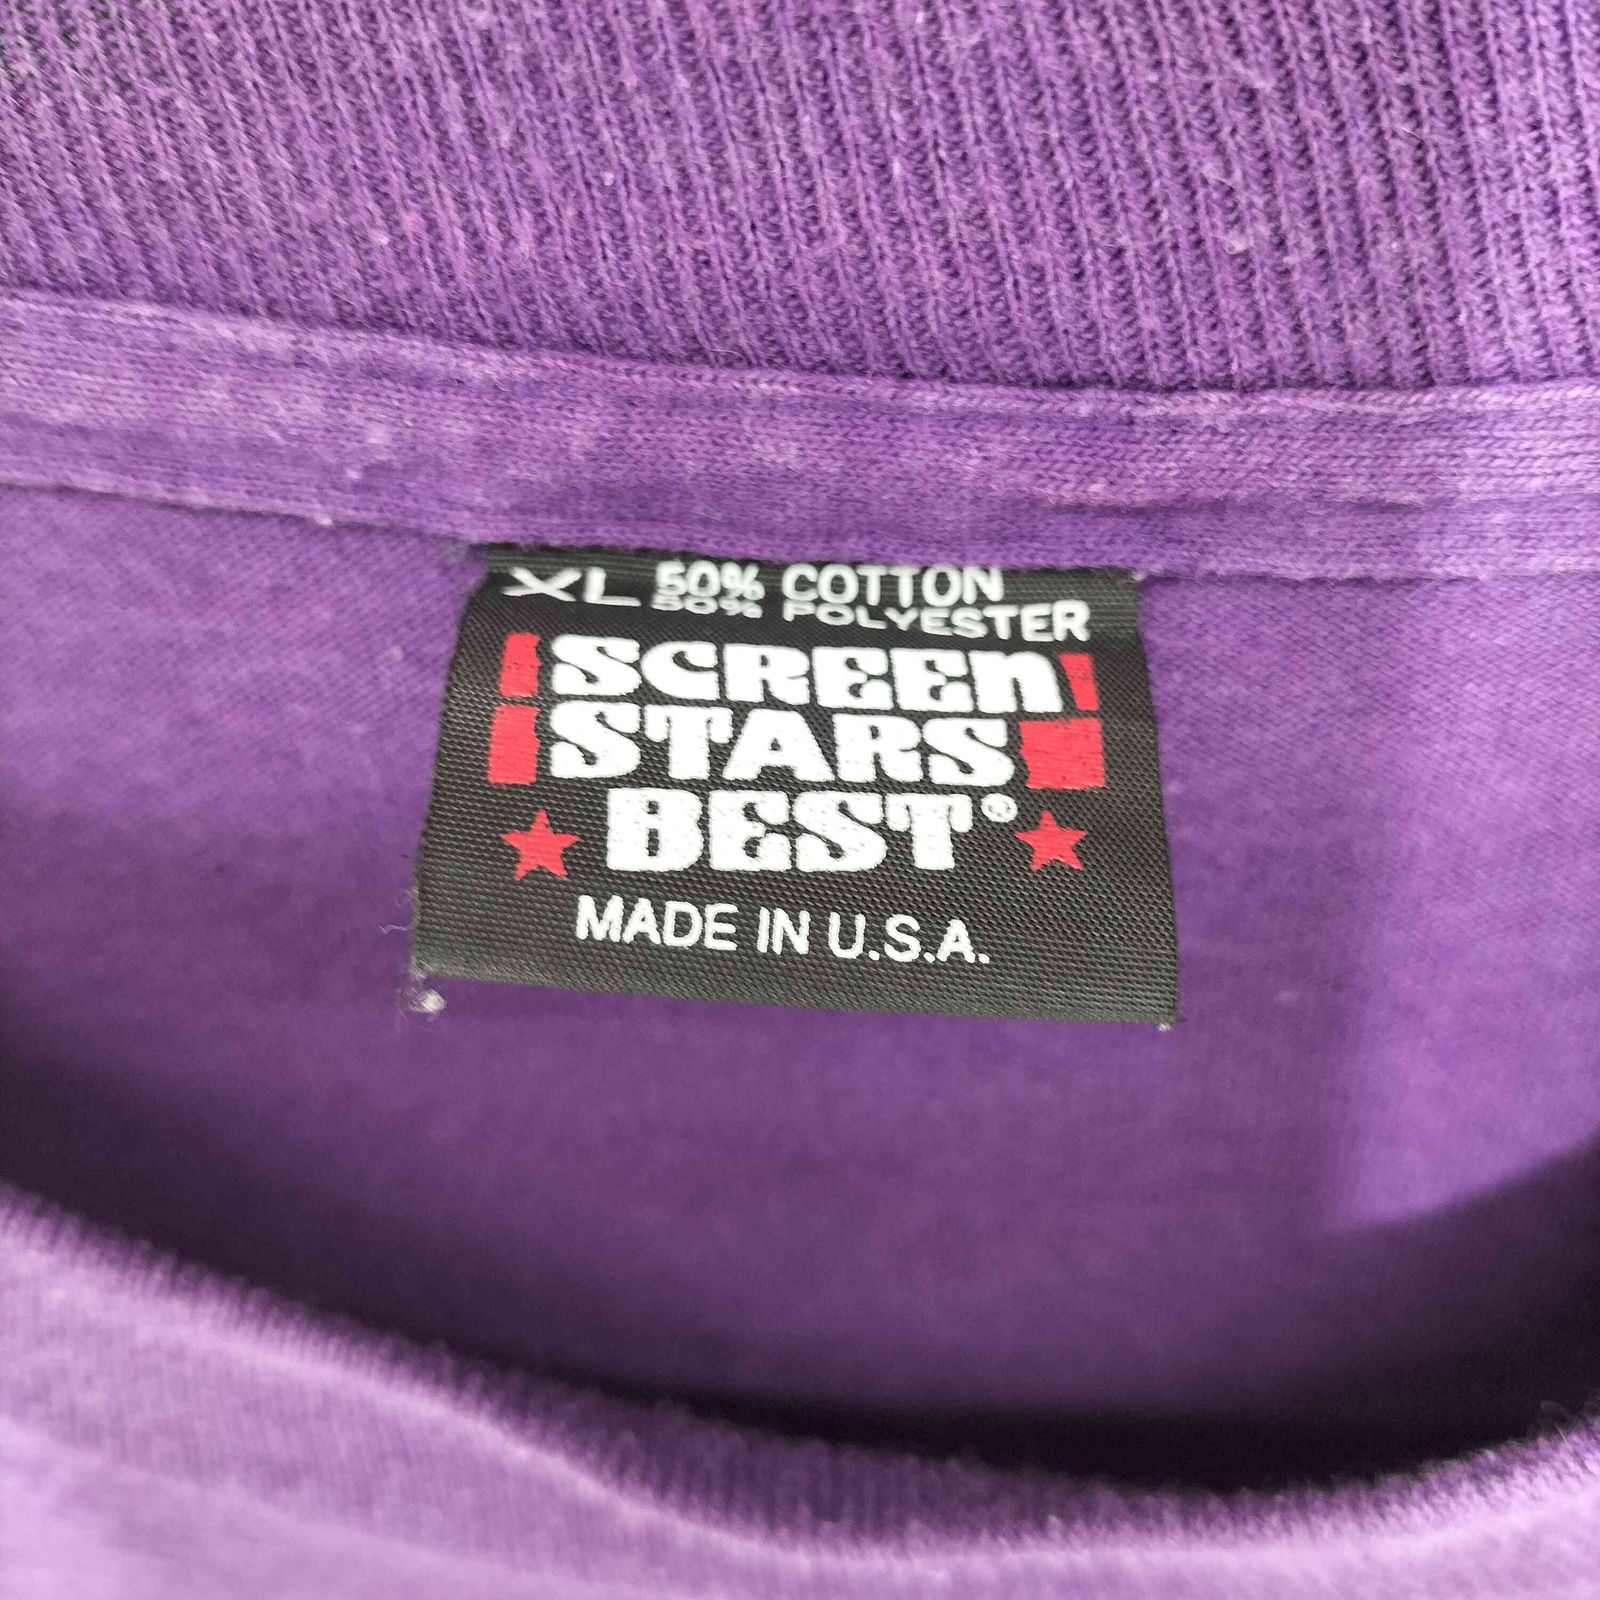 XL 50% COTTON
50% POLYESTER
SCREEn
STARS
BEST®
MADE IN U.S.A.